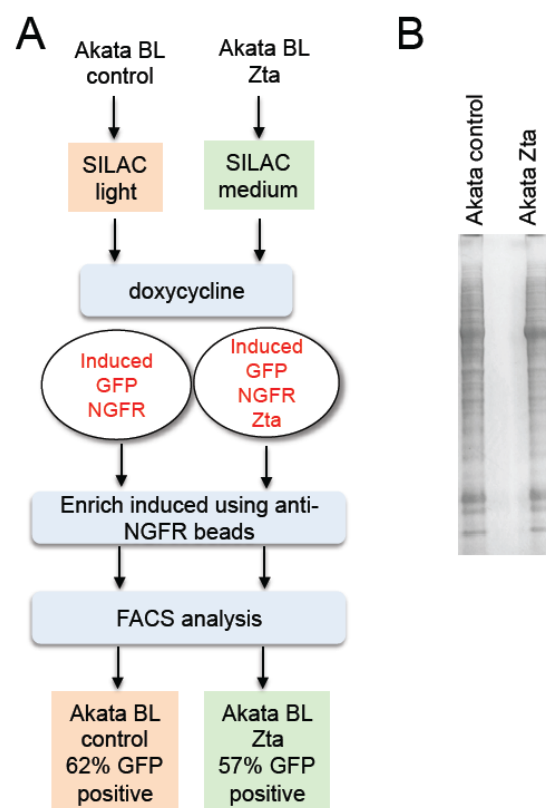 A
Akata BL
control
Akata BL
Zta
SILAC
light
SILAC
medium
doxycycline
Induced
GFP
NGFR
Induced
GFP
NGFR
Zta
Enrich induced using anti-
NGFR beads
FACS analysis
Akata BL
control
62% GFP
positive
Akata BL
Zta
57% GFP
positive
B
Akata control
Akata Zta